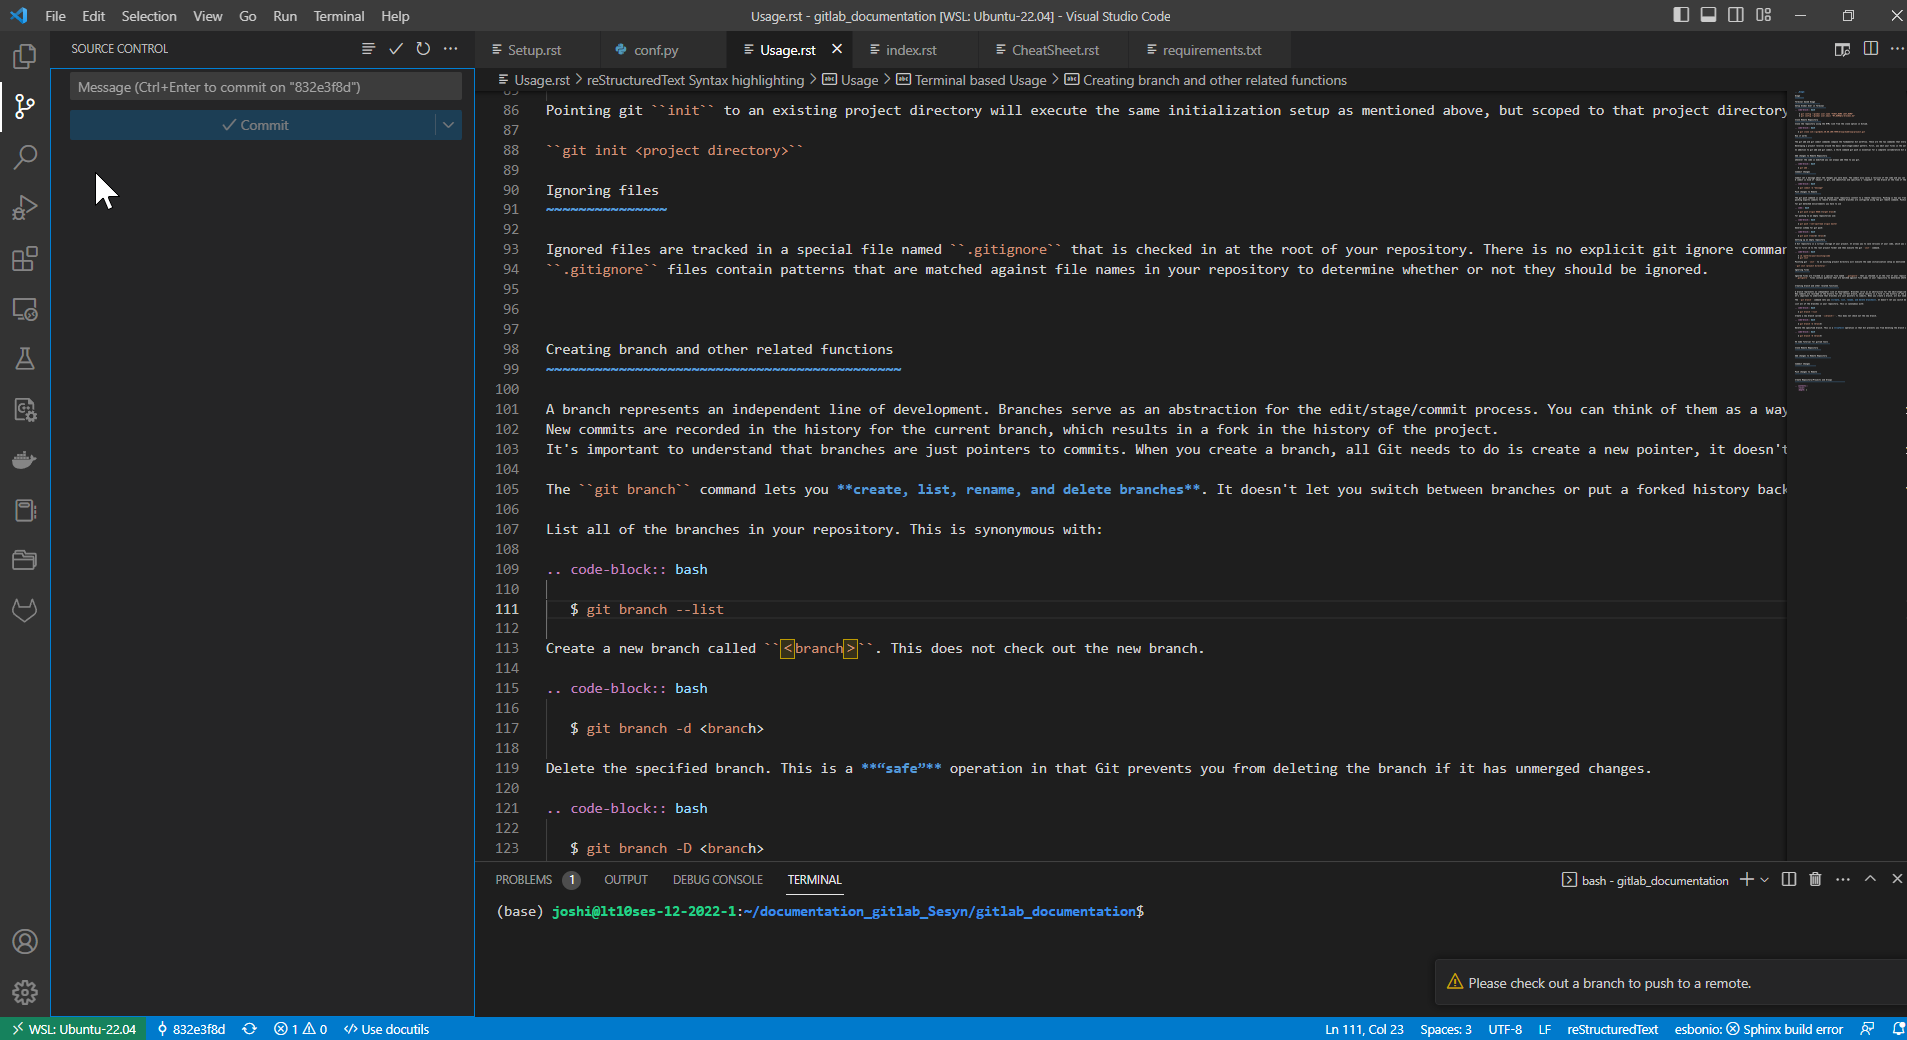 File Edit Selection View Go Run Terminal Help
Usage.rst - gitlab_documentation [WSL: Ubuntu-22.04] - Visual Studio Code
SOURCE CONTROL
Message (Ctrl+Enter to commit on "832e3f8d")
Commit
Setup.rst conf.py Usage.rst index.rst CheatSheet.rst requirements.txt
Usage.rst > reStructuredText Syntax highlighting > Usage > Terminal based Usage > Creating branch and other related functions
85
86 Pointing git ``init`` to an existing project directory will execute the same initialization setup as mentioned above, but scoped to that project directory
87
88 ``git init <project directory>``
89
90 Ignoring files
91 ~~~~~~~~~~~~~~~
92
93 Ignored files are tracked in a special file named ``.gitignore`` that is checked in at the root of your repository. There is no explicit git ignore comman
94 ``.gitignore`` files contain patterns that are matched against file names in your repository to determine whether or not they should be ignored.
95
96
97
98 Creating branch and other related functions
99 ~~~~~~~~~~~~~~~~~~~~~~~~~~~~~~~~~~~~~~~~~~~~
100
101 A branch represents an independent line of development. Branches serve as an abstraction for the edit/stage/commit process. You can think of them as a way
102 New commits are recorded in the history for the current branch, which results in a fork in the history of the project.
103 It's important to understand that branches are just pointers to commits. When you create a branch, all Git needs to do is create a new pointer, it doesn't
104
105 The ``git branch`` command lets you **create, list, rename, and delete branches**. It doesn't let you switch between branches or put a forked history back
106
107 List all of the branches in your repository. This is synonymous with:
108
109 .. code-block:: bash
110
111 $ git branch --list
112
113 Create a new branch called ``<branch>``. This does not check out the new branch.
114
115 .. code-block:: bash
116
117 $ git branch -d <branch>
118
119 Delete the specified branch. This is a **“safe”** operation in that Git prevents you from deleting the branch if it has unmerged changes.
120
121 .. code-block:: bash
122
123 $ git branch -D <branch>
PROBLEMS 1 OUTPUT DEBUG CONSOLE TERMINAL
bash - gitlab_documentation
(base) joshi@lt10ses-12-2022-1:~/documentation_gitlab_Sesyn/gitlab_documentation$
Please check out a branch to push to a remote.
WSL: Ubuntu-22.04 832e3f8d 1 0 Use docutils
Ln 111, Col 23 Spaces: 3 UTF-8 LF reStructuredText esbonio: Sphinx build error